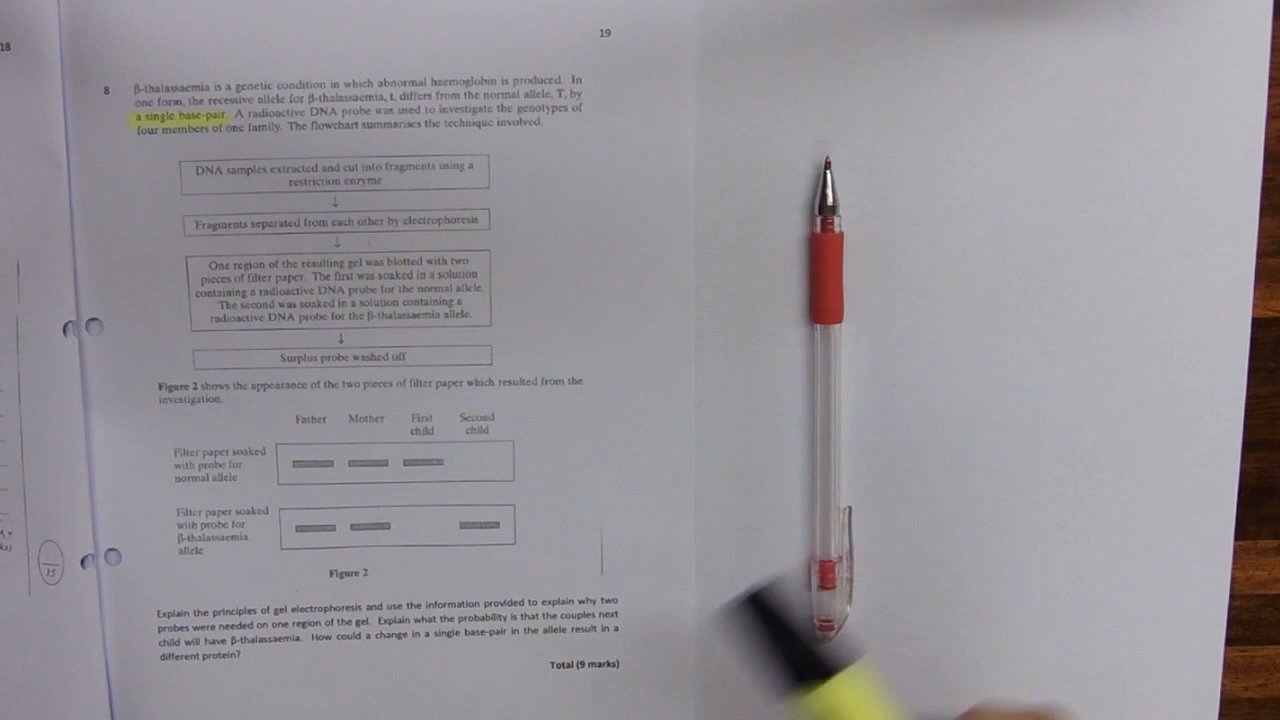 18
19
8 β-thalassaemia is a genetic condition in which abnormal haemoglobin is produced. In
one form, the recessive allele for β-thalassaemia, t, differs from the normal allele, T, by
a single base-pair. A radioactive DNA probe was used to investigate the genotypes of
four members of one family. The flowchart summarises the technique involved.
DNA samples extracted and cut into fragments using a
restriction enzyme
↓
Fragments separated from each other by electrophoresis
↓
One region of the resulting gel was blotted with two
pieces of filter paper. The first was soaked in a solution
containing a radioactive DNA probe for the normal allele.
The second was soaked in a solution containing a
radioactive DNA probe for the β-thalassaemia allele.
↓
Surplus probe washed off
Figure 2 shows the appearance of the two pieces of filter paper which resulted from the
investigation.
Father Mother First Second
child child
Filter paper soaked
with probe for
normal allele
Filter paper soaked
with probe for
β-thalassaemia
allele
15
Figure 2
Explain the principles of gel electrophoresis and use the information provided to explain why two
probes were needed on one region of the gel. Explain what the probability is that the couples next
child will have β-thalassaemia. How could a change in a single base-pair in the allele result in a
different protein?
Total (9 marks)